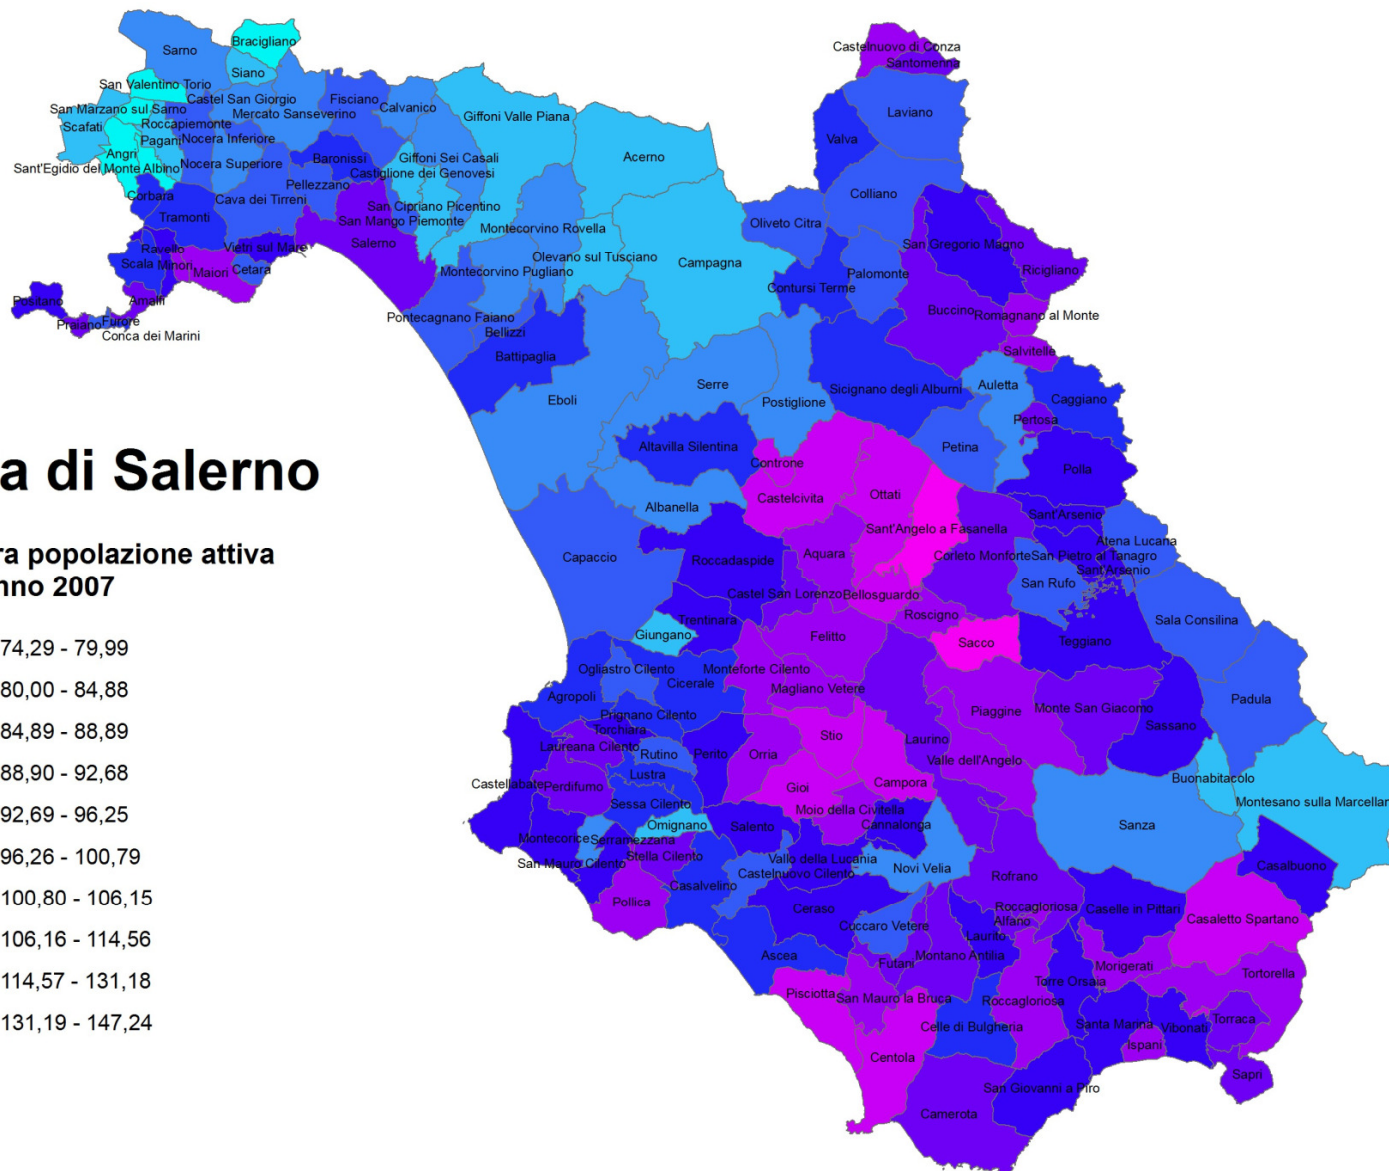 Bracigliano
Castelnuovo di Conza
Sarno
Santomenna
Siano
San Valentino Torio
Castel San Giorgio
Fisciano
San Marzano sul Sarno
Calvanico
Mercato Sanseverino
Giffoni Valle Piana
Laviano
Scafati
Roccapiemonte
Nocera Inferiore
Valva
Pagani
Angri
Baronissi
Giffoni Sei Casali
Acerno
Sant'Egidio del Monte Albino
Nocera Superiore
Castiglione dei Genovesi
Pellezzano
Corbara
Cava dei Tirreni
Colliano
San Cipriano Picentino
Tramonti
San Mango Piemonte
Oliveto Citra
Montecorvino Rovella
Salerno
San Gregorio Magno
Ravello
Vietri sul Mare
Olevano sul Tusciano
Scala
Minori
Maiori
Cetara
Campagna
Montecorvino Pugliano
Palomonte
Ricigliano
Contursi Terme
Positano
Amalfi
Buccino
Romagnano al Monte
Praiano
Furore
Pontecagnano Faiano
Conca dei Marini
Bellizzi
Salvitelle
Battipaglia
Serre
Auletta
Sicignano degli Alburni
Caggiano
Eboli
Postiglione
Pertosa
Altavilla Silentina
Petina
a di Salerno
Controne
Polla
Castelcivita
Ottati
Albanella
Sant'Arsenio
Sant'Angelo a Fasanella
Atena Lucana
ra popolazione attiva
Capaccio
Roccadaspide
Aquara
Corleto Monforte
San Pietro al Tanagro
Sant'Arsenio
nno 2007
San Rufo
Castel San Lorenzo
Bellosguardo
Roscigno
Trentinara
Sala Consilina
Giungano
Felitto
Sacco
Teggiano
74,29 - 79,99
Ogliastro Cilento
Monteforte Cilento
Cicerale
80,00 - 84,88
Agropoli
Magliano Vetere
Padula
Prignano Cilento
Piaggine
Monte San Giacomo
Torchiara
Sassano
84,89 - 88,89
Stio
Laurino
Laureana Cilento
Rutino
Perito
Orria
Valle dell'Angelo
88,90 - 92,68
Lustra
Buonabitacolo
Castellabate
Perdifumo
Gioi
Campora
Montesano sulla Marcellan
Sessa Cilento
Moio della Civitella
92,69 - 96,25
Omignano
Salento
Cannalonga
Sanza
Montecorice
Serramezzana
96,26 - 100,79
Stella Cilento
Vallo della Lucania
San Mauro Cilento
Novi Velia
Casalbuono
Castelnuovo Cilento
Rofrano
Casalvelino
100,80 - 106,15
Pollica
Ceraso
Roccagloriosa
Caselle in Pittari
Casaletto Spartano
Alfano
Cuccaro Vetere
Laurito
106,16 - 114,56
Ascea
Montano Antilia
Futani
Morigerati
Tortorella
114,57 - 131,18
Torre Orsaia
Pisciotta
San Mauro la Bruca
Roccagloriosa
131,19 - 147,24
Celle di Bulgheria
Santa Marina
Vibonati
Torraca
Ispani
Centola
Sapri
San Giovanni a Piro
Camerota